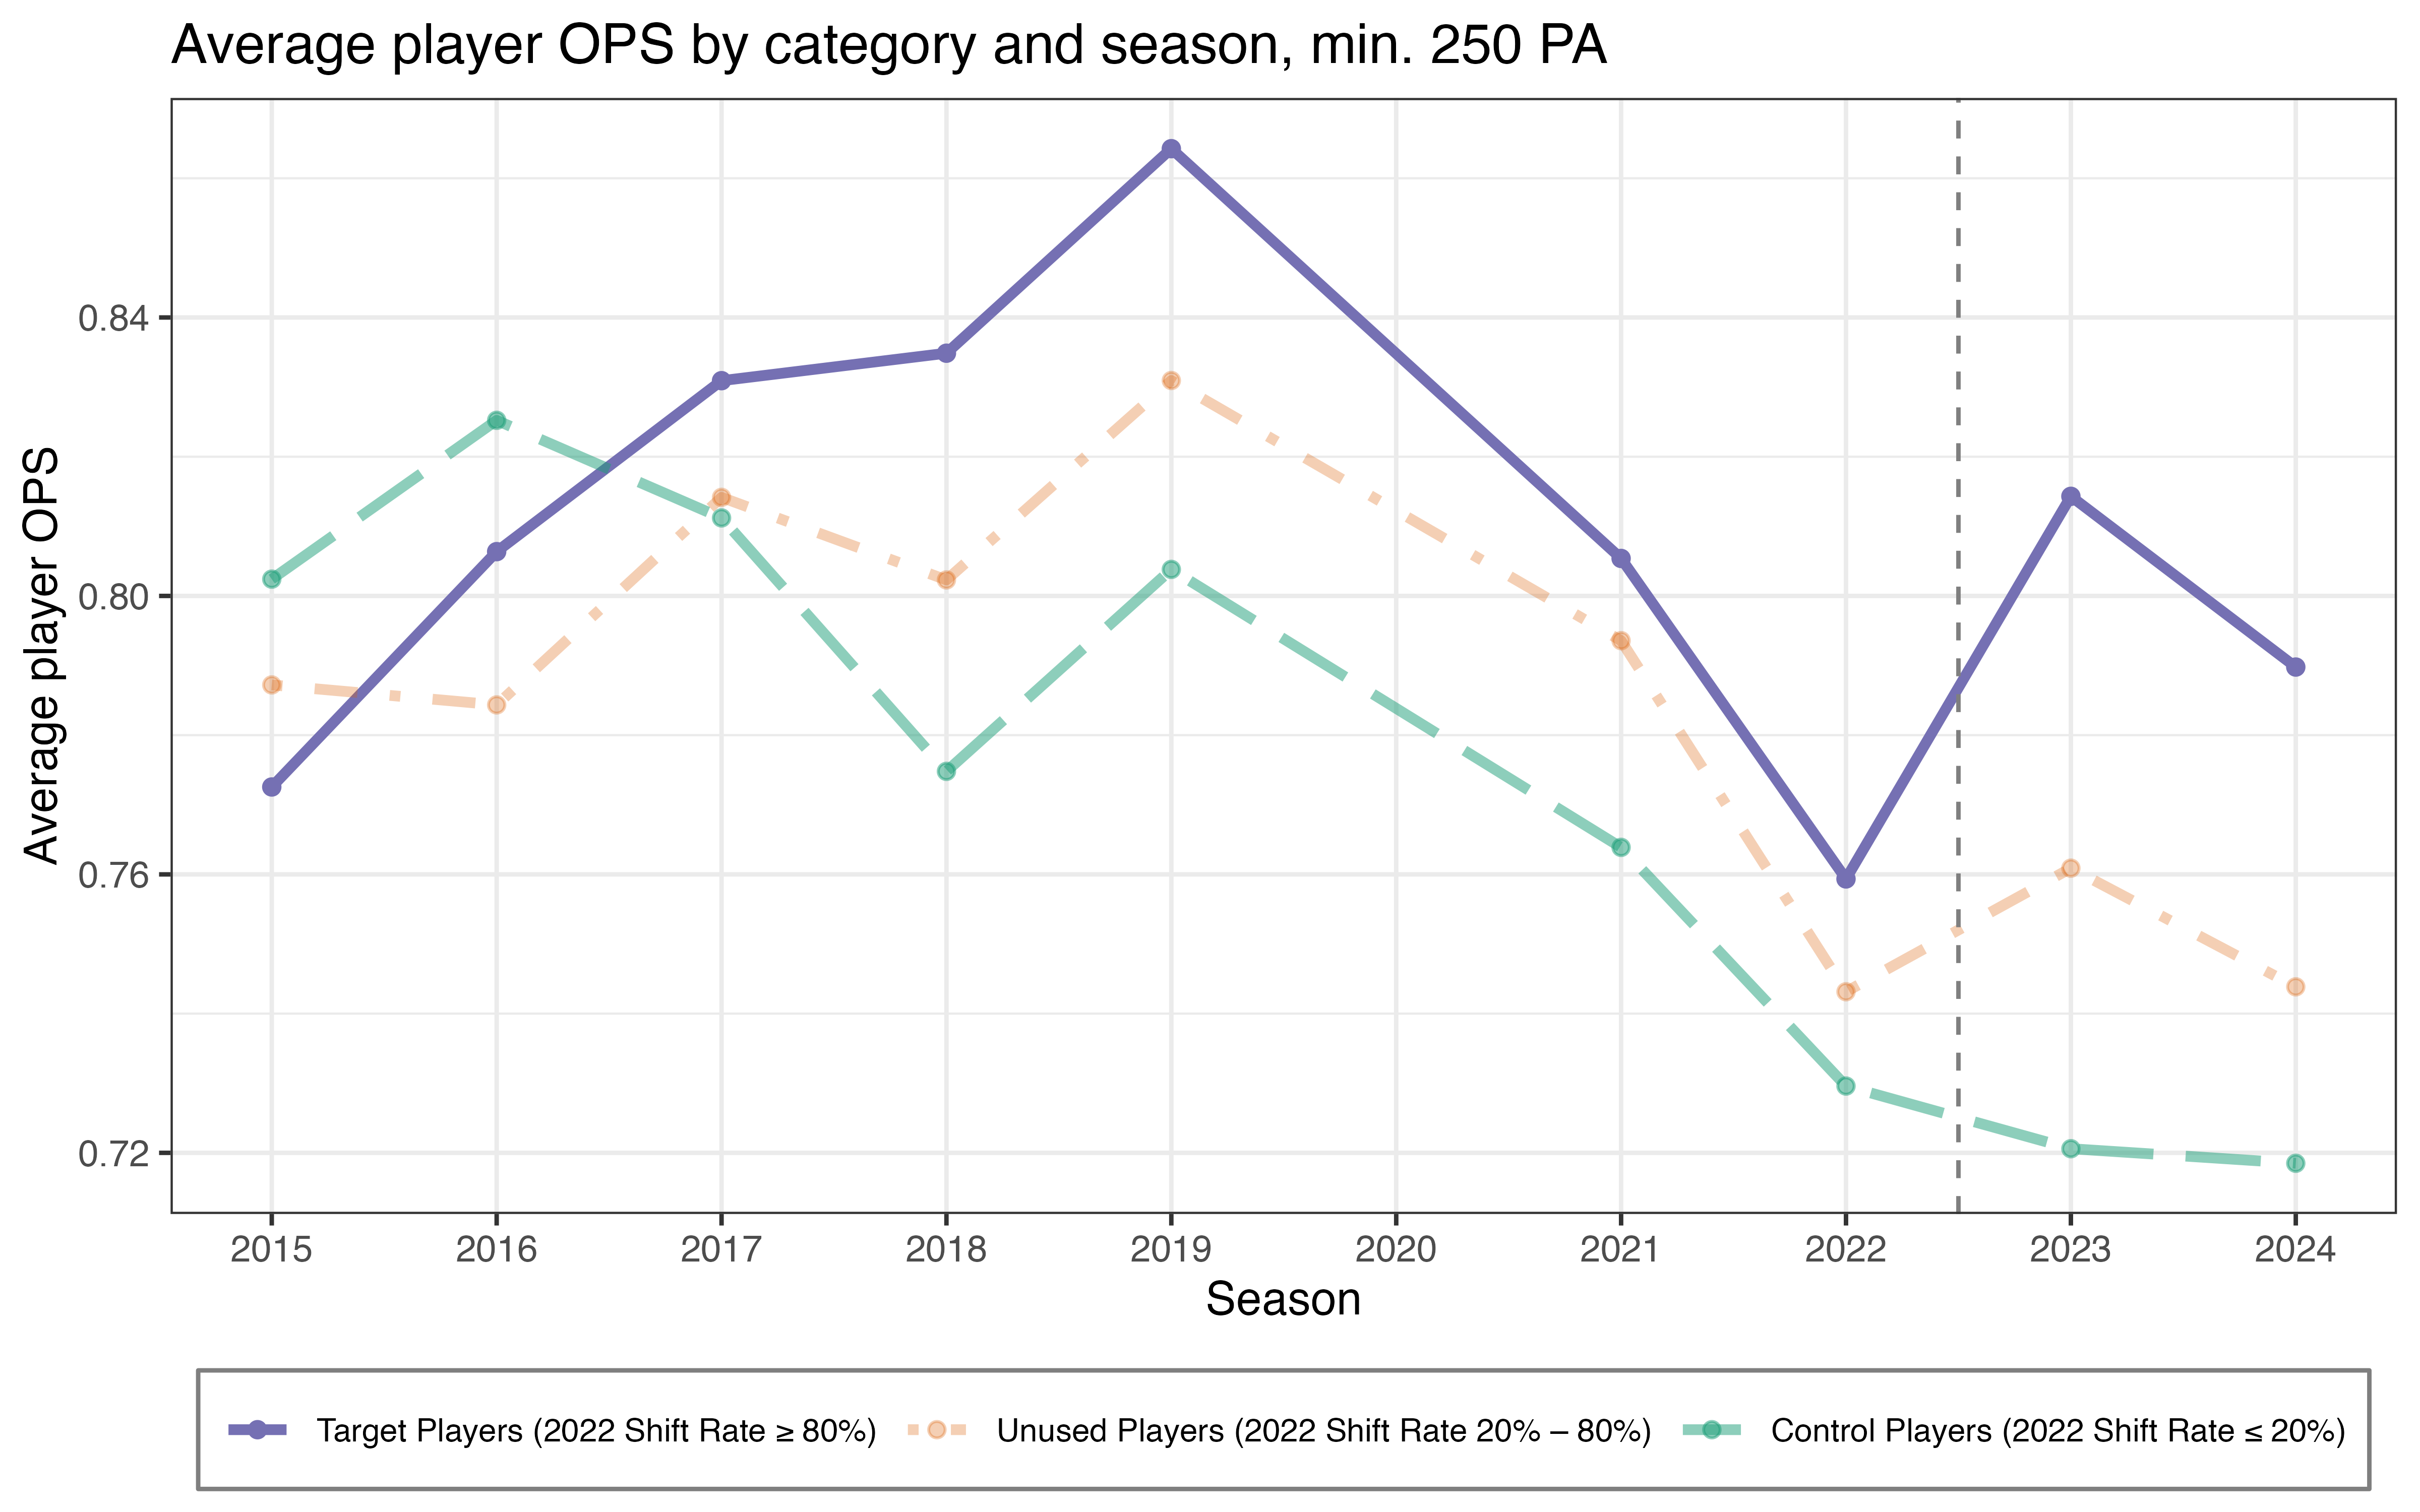 Average player OPS by category and season, min. 250 PA
Average player OPS
0.84
0.80
0.76
0.72
2015 2016 2017 2018 2019 2020 2021 2022 2023 2024
Season
Target Players (2022 Shift Rate ≥ 80%) Unused Players (2022 Shift Rate 20% – 80%) Control Players (2022 Shift Rate ≤ 20%)